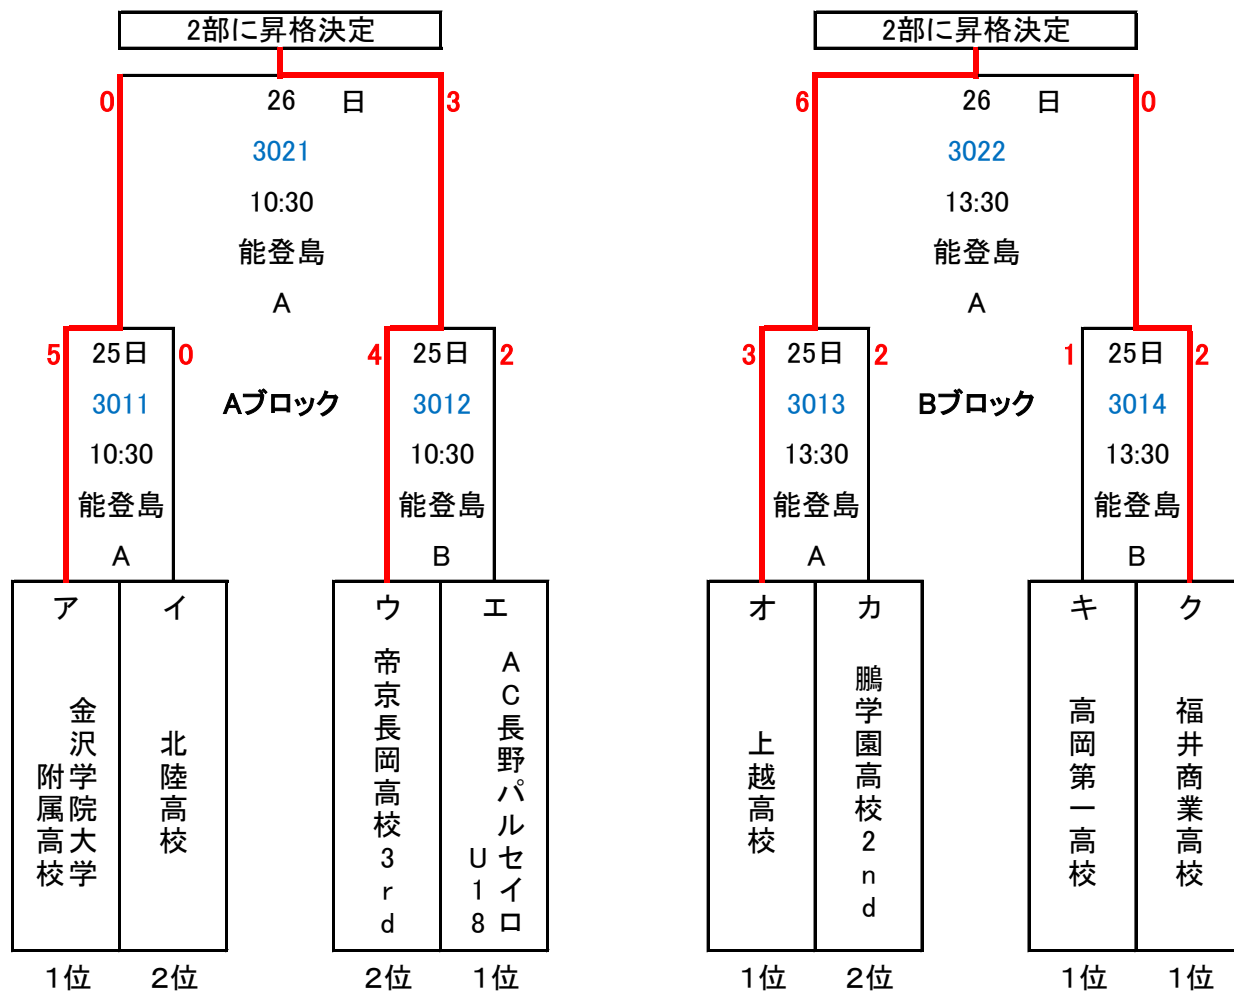 2部に昇格決定
0
26 日
3
3021
10:30
能登島
A
5
25日
0
3011
10:30
能登島
A
Aブロック
4
25日
2
3012
10:30
能登島
B
ア
金沢学院大学
附属高校
1位
イ
北陸高校
2位
ウ
帝京長岡高校3rd
2位
エ
AC長野パルセイロ
U18
1位
2部に昇格決定
6
26 日
0
3022
13:30
能登島
A
3
25日
2
3013
13:30
能登島
A
Bブロック
1
25日
2
3014
13:30
能登島
B
オ
上越高校
1位
カ
鵬学園高校2nd
2位
キ
高岡第一高校
1位
ク
福井商業高校
1位